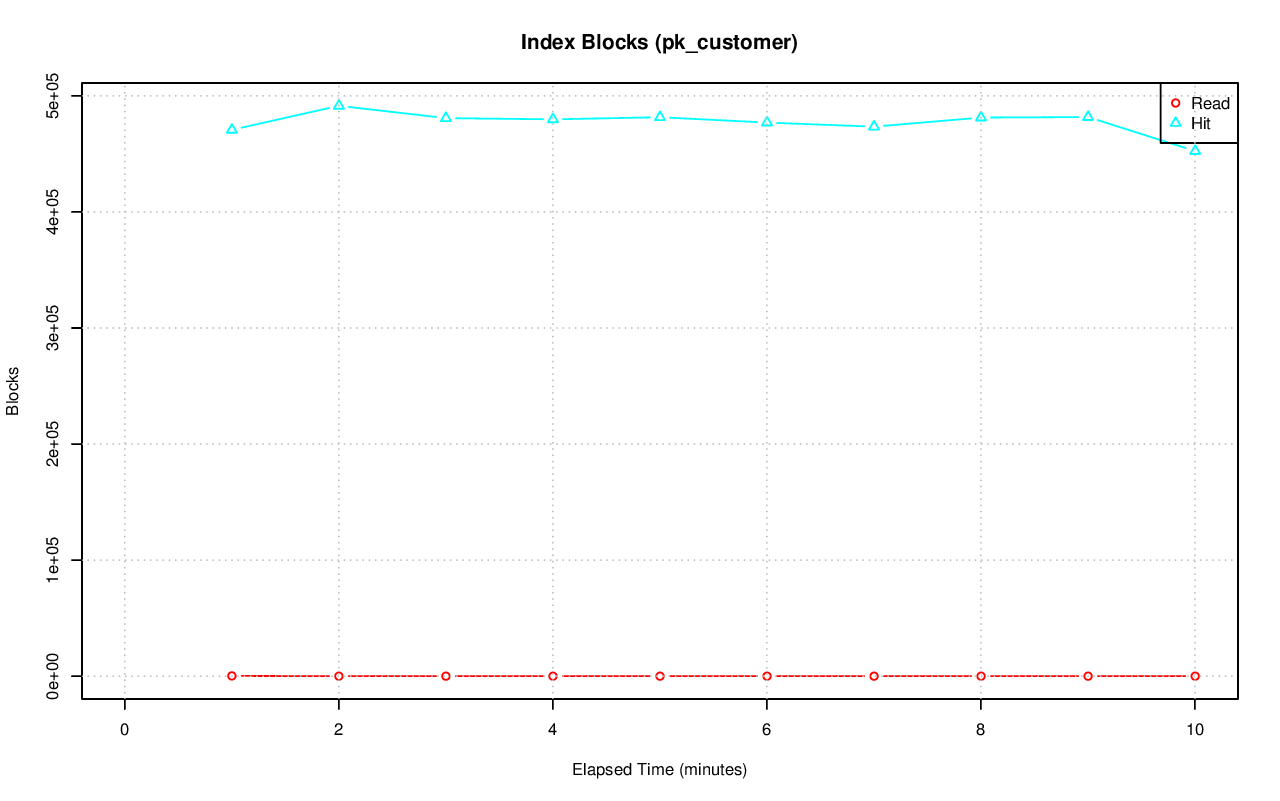 Index Blocks (pk_customer)
Read
Hit
Blocks
5e+05
4e+05
3e+05
2e+05
1e+05
0e+00
0 2 4 6 8 10
Elapsed Time (minutes)